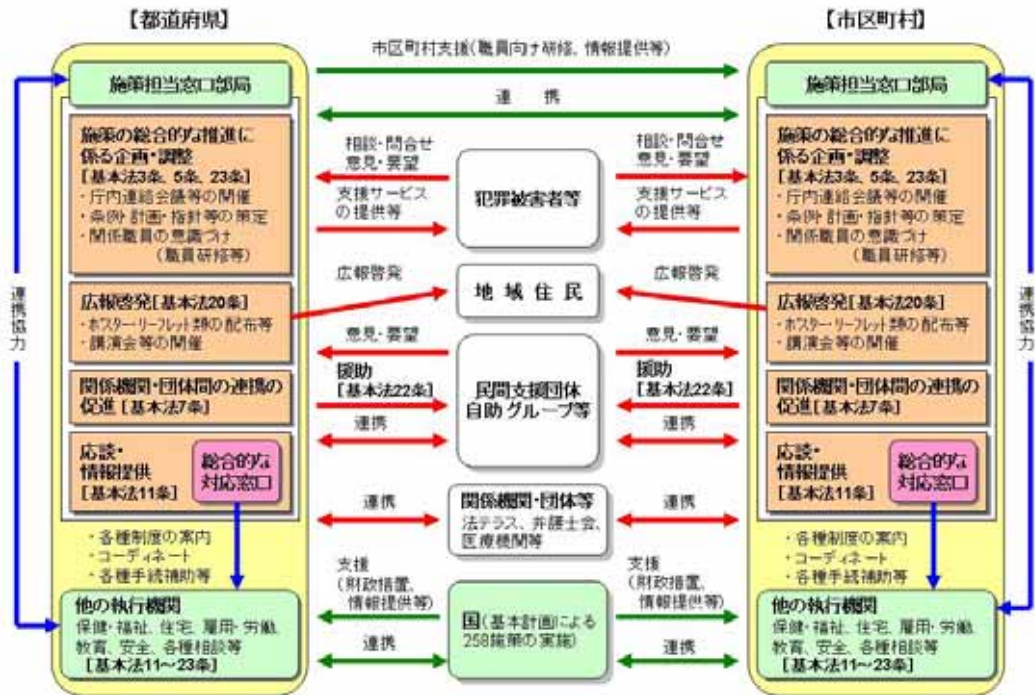 【都道府県】
施策担当窓口部局
施策の総合的な推進に
係る企画・調整
[基本法3条、5条、23条]
・庁内連絡会議等の開催
・条例・計画・指針等の策定
・関係職員の意識づけ
(職員研修等)
広報啓発[基本法20条]
・ポスター・リーフレット類の配布等
・講演会等の開催
関係機関・団体間の連携の
促進[基本法7条]
応談・
情報提供
[基本法11条]
総合的な
対応窓口
・各種制度の案内
・コーディネート
・各種手続補助等
他の執行機関
保健・福祉、住宅、雇用・労働、
教育、安全、各種相談等
[基本法11~23条]
連携協力
市区町村支援(職員向け研修、情報提供等)
連 携
相談・問合せ
意見・要望
支援サービス
の提供等
広報啓発
意見・要望
援助
[基本法22条]
連携
連携
支援
(財政措置、
情報提供等)
連携
犯罪被害者等
地 域 住 民
民間支援団体
自助グループ等
関係機関・団体等
法テラス、弁護士会、
医療機関等
国(基本計画による
258施策の実施)
相談・問合せ
意見・要望
支援サービス
の提供等
広報啓発
意見・要望
援助
[基本法22条]
連携
連携
支援
(財政措置、
情報提供等)
連携
【市区町村】
施策担当窓口部局
施策の総合的な推進に
係る企画・調整
[基本法3条、5条、23条]
・庁内連絡会議等の開催
・条例・計画・指針等の策定
・関係職員の意識づけ
(職員研修等)
広報啓発[基本法20条]
・ポスター・リーフレット類の配布等
・講演会等の開催
関係機関・団体間の連携の
促進[基本法7条]
応談・
情報提供
[基本法11条]
総合的な
対応窓口
・各種制度の案内
・コーディネート
・各種手続補助等
他の執行機関
保健・福祉、住宅、雇用・労働、
教育、安全、各種相談等
[基本法11~23条]
連携協力